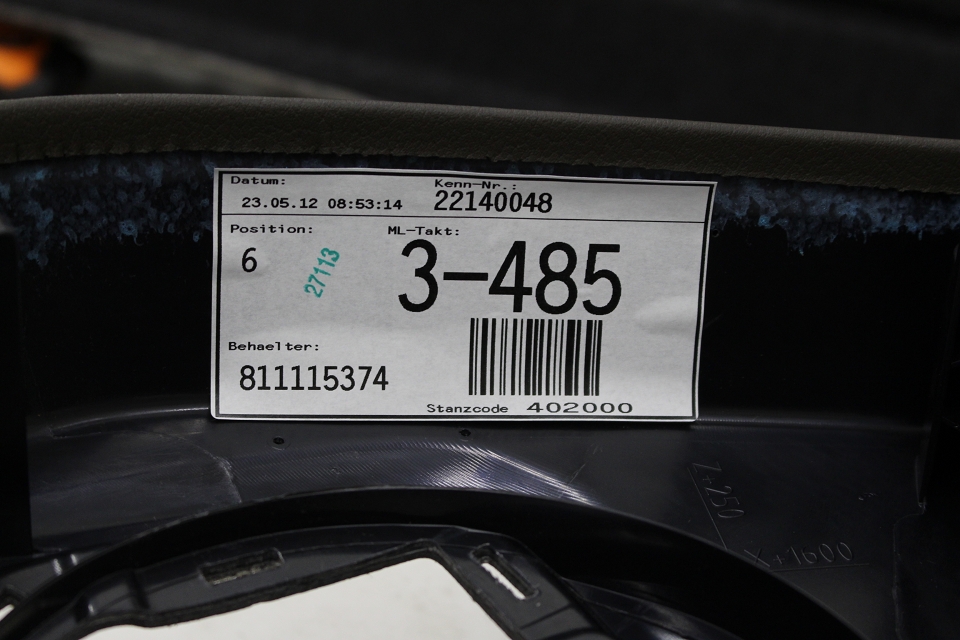 Datum:
Kenn-Nr.:
23.05.12 08:53:14
22140048
Position:
ML-Takt:
6
27113
3-485
Behaelter:
811115374
Stanzcode 402000
Z+250
X+1600